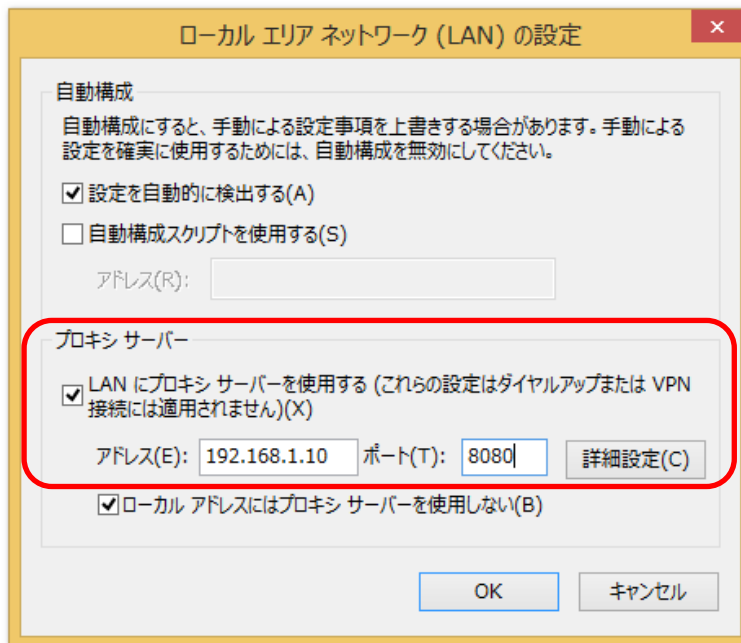 ローカル エリア ネットワーク (LAN) の設定
×
自動構成
自動構成にすると、手動による設定事項を上書きする場合があります。手動による
設定を確実に使用するためには、自動構成を無効にしてください。
設定を自動的に検出する(A)
自動構成スクリプトを使用する(S)
アドレス(R):
プロキシ サーバー
LAN にプロキシ サーバーを使用する (これらの設定はダイヤルアップまたは VPN
接続には適用されません)(X)
アドレス(E): 192.168.1.10 ポート(T): 8080 詳細設定(C)
ローカル アドレスにはプロキシ サーバーを使用しない(B)
OK キャンセル